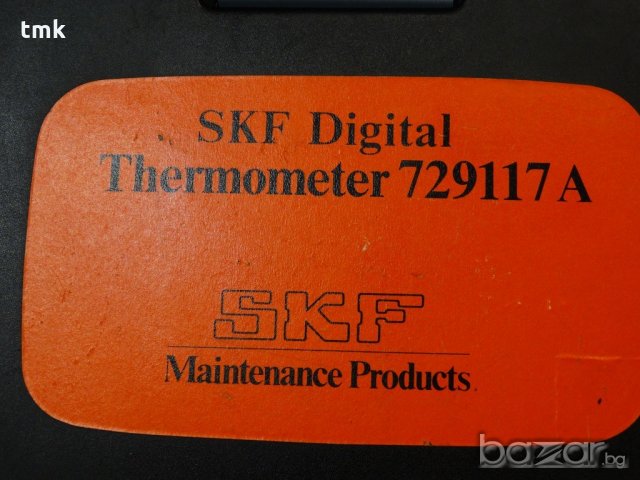 tmk
SKF Digital
Thermometer 729117 A
SKF
Maintenance Products
bazar.bg